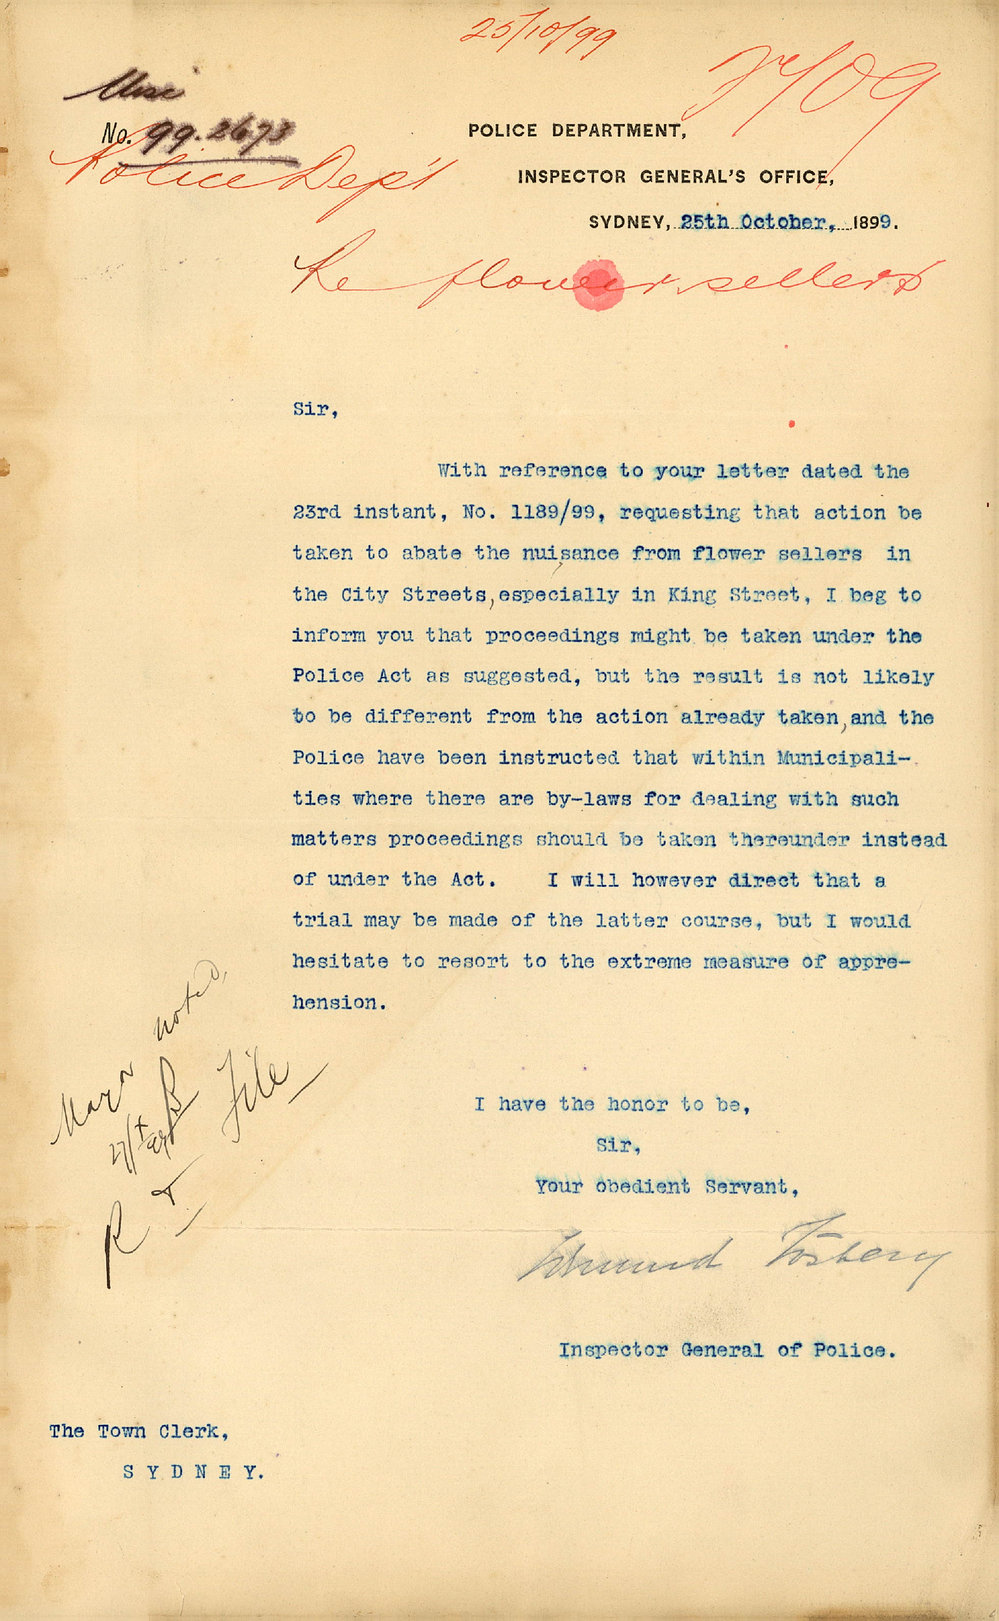 25/10/99
Misc
No. 99.2673
POLICE DEPARTMENT,
Police Dep't
INSPECTOR GENERAL'S OFFICE,
SYDNEY, 25th October, 1899.
Re flower sellers
Sir,
With reference to your letter dated the
23rd instant, No. 1189/99, requesting that action be
taken to abate the nuisance from flower sellers in
the City Streets, especially in King Street, I beg to
inform you that proceedings might be taken under the
Police Act as suggested, but the result is not likely
to be different from the action already taken, and the
Police have been instructed that within Municipali-
ties where there are by-laws for dealing with such
matters proceedings should be taken thereunder instead
of under the Act. I will however direct that a
trial may be made of the latter course, but I would
hesitate to resort to the extreme measure of appre-
hension.
Mayor noted
File
I have the honor to be,
Sir,
Your obedient Servant,
Edmund Fosbery
Inspector General of Police.
The Town Clerk,
SYDNEY.